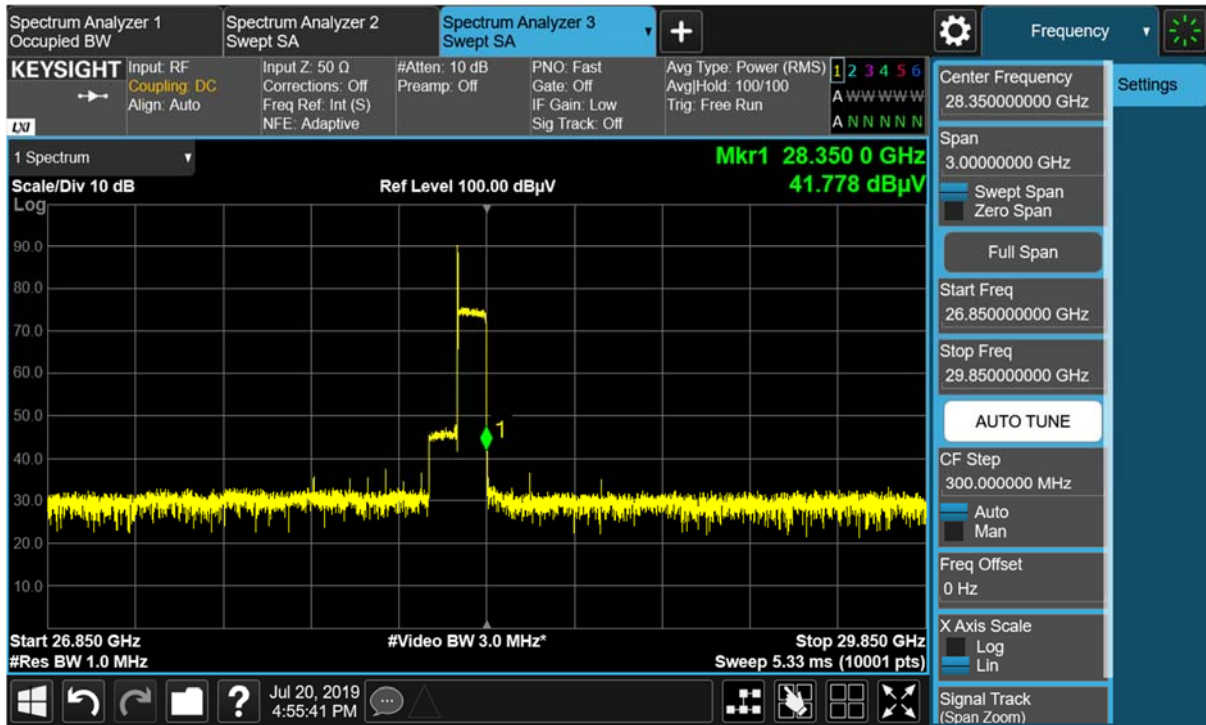 Spectrum Analyzer 1
Occupied BW
Spectrum Analyzer 2
Swept SA
Spectrum Analyzer 3
Swept SA
Frequency
KEYSIGHT
LXI
Input: RF
Coupling: DC
Align: Auto
Input Z: 50 Ω
Corrections: Off
Freq Ref: Int (S)
NFE: Adaptive
#Atten: 10 dB
Preamp: Off
PNO: Fast
Gate: Off
IF Gain: Low
Sig Track: Off
Avg Type: Power (RMS)
Avg|Hold: 100/100
Trig: Free Run
1 2 3 4 5 6
A W W W W W
A N N N N N
1 Spectrum
Scale/Div 10 dB
Ref Level 100.00 dBµV
Mkr1 28.350 0 GHz
41.778 dBµV
Log
90.0
80.0
70.0
60.0
50.0
40.0
30.0
20.0
10.0
1
Start 26.850 GHz
#Res BW 1.0 MHz
#Video BW 3.0 MHz*
Stop 29.850 GHz
Sweep 5.33 ms (10001 pts)
Settings
Center Frequency
28.350000000 GHz
Span
3.00000000 GHz
Swept Span
Zero Span
Full Span
Start Freq
26.850000000 GHz
Stop Freq
29.850000000 GHz
AUTO TUNE
CF Step
300.000000 MHz
Auto
Man
Freq Offset
0 Hz
X Axis Scale
Log
Lin
Signal Track
(Span Zoom)
?
Jul 20, 2019
4:55:41 PM